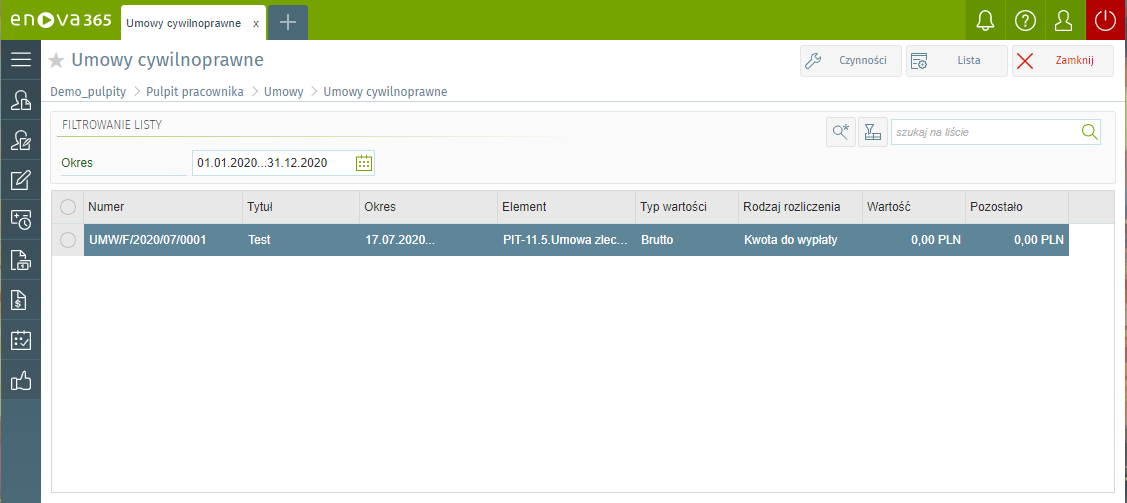 enova365 Umowy cywilnoprawne x
Umowy cywilnoprawne Czynności Lista Zamknij
Demo_pulpity Pulpit pracownika Umowy Umowy cywilnoprawne
FILTROWANIE LISTY szukaj na liście
Okres 01.01.2020...31.12.2020
Numer Tytuł Okres Element Typ wartości Rodzaj rozliczenia Wartość Pozostało
UMW/F/2020/07/0001 Test 17.07.2020... PIT-11.5.Umowa zlec... Brutto Kwota do wypłaty 0,00 PLN 0,00 PLN